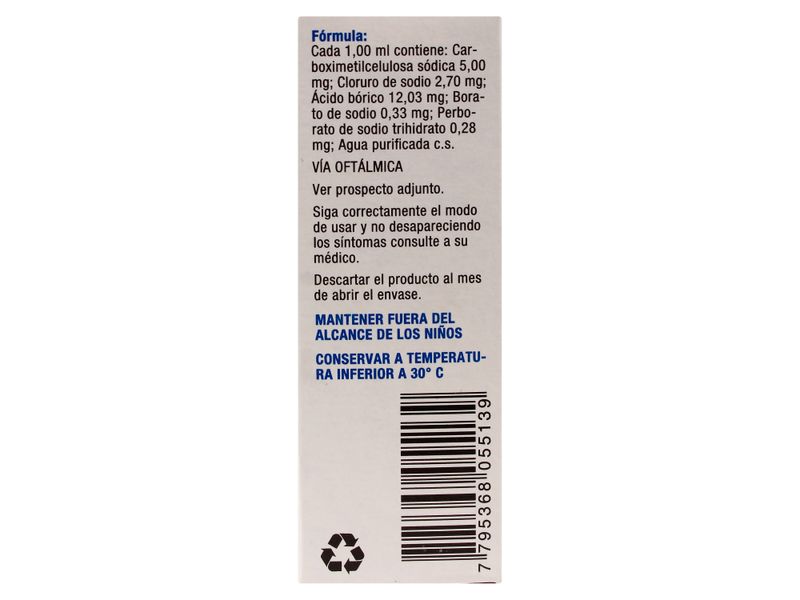 Fórmula:
Cada 1,00 ml contiene: Car-
boximetilcelulosa sódica 5,00
mg; Cloruro de sodio 2,70 mg;
Ácido bórico 12,03 mg; Bora-
to de sodio 0,33 mg; Perbo-
rato de sodio trihidrato 0,28
mg; Agua purificada c.s.
VÍA OFTÁLMICA
Ver prospecto adjunto.
Siga correctamente el modo
de usar y no desapareciendo
los síntomas consulte a su
médico.
Descartar el producto al mes
de abrir el envase.
MANTENER FUERA DEL
ALCANCE DE LOS NIÑOS
CONSERVAR A TEMPERATU-
RA INFERIOR A 30° C
7 795368 055139